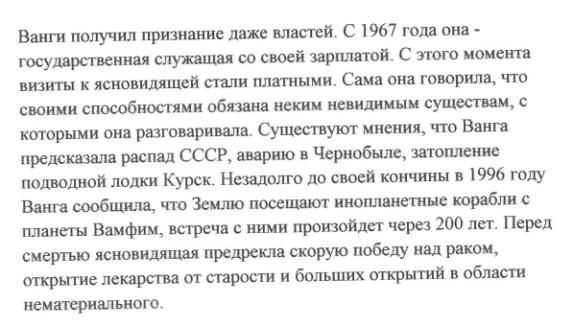 Ванги получил признание даже властей. С 1967 года она -
государственная служащая со своей зарплатой. С этого момента
визиты к ясновидящей стали платными. Сама она говорила, что
своими способностями обязана неким невидимым существам, с
которыми она разговаривала. Существуют мнения, что Ванга
предсказала распад СССР, аварию в Чернобыле, затопление
подводной лодки Курск. Незадолго до своей кончины в 1996 году
Ванга сообщила, что Землю посещают инопланетные корабли с
планеты Вамфим, встреча с ними произойдет через 200 лет. Перед
смертью ясновидящая предрекла скорую победу над раком,
открытие лекарства от старости и больших открытий в области
нематериального.